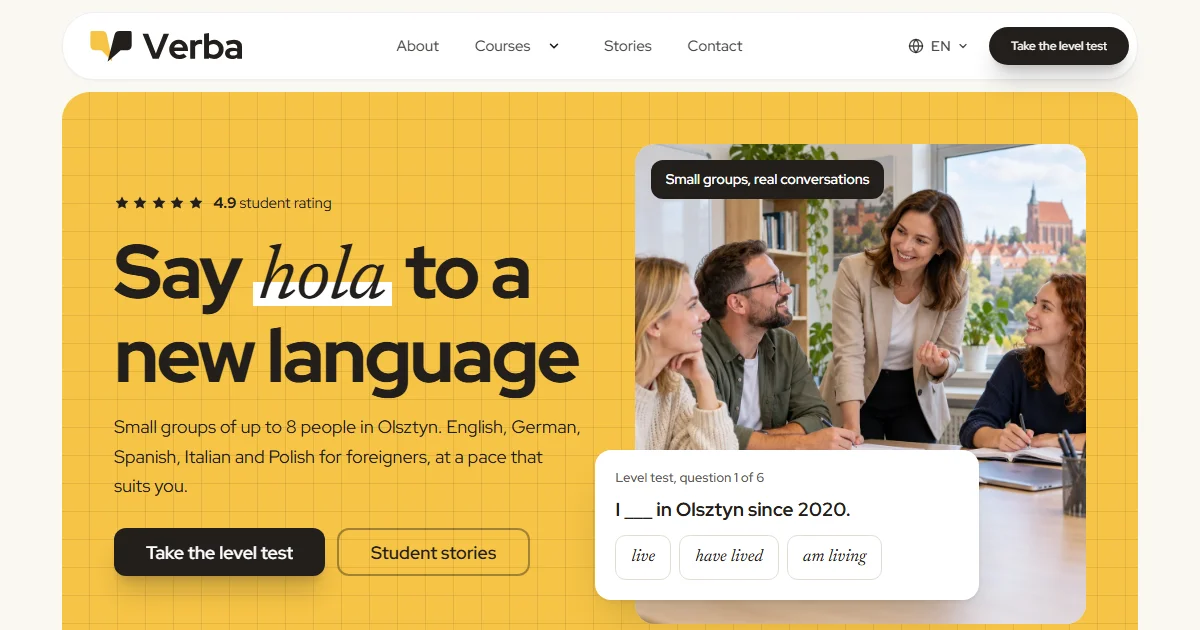 Verba
About
Courses
Stories
Contact
EN
Take the level test
4.9 student rating
Say hola to a
new language
Small groups of up to 8 people in Olsztyn. English, German,
Spanish, Italian and Polish for foreigners, at a pace that
suits you.
Take the level test
Student stories
Small groups, real conversations
Level test, question 1 of 6
I ___ in Olsztyn since 2020.
live
have lived
am living